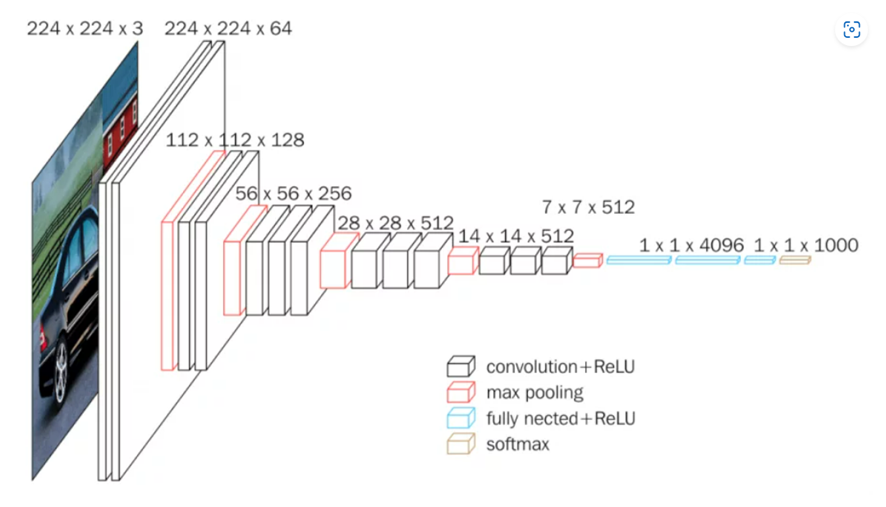 224 x 224 x 3
224 x 224 x 64
112 x 112 x 128
56 x 56 x 256
28 x 28 x 512
14 x 14 x 512
7 x 7 x 512
1 x 1 x 4096
1 x 1 x 1000
convolution+ReLU
max pooling
fully nected+ReLU
softmax